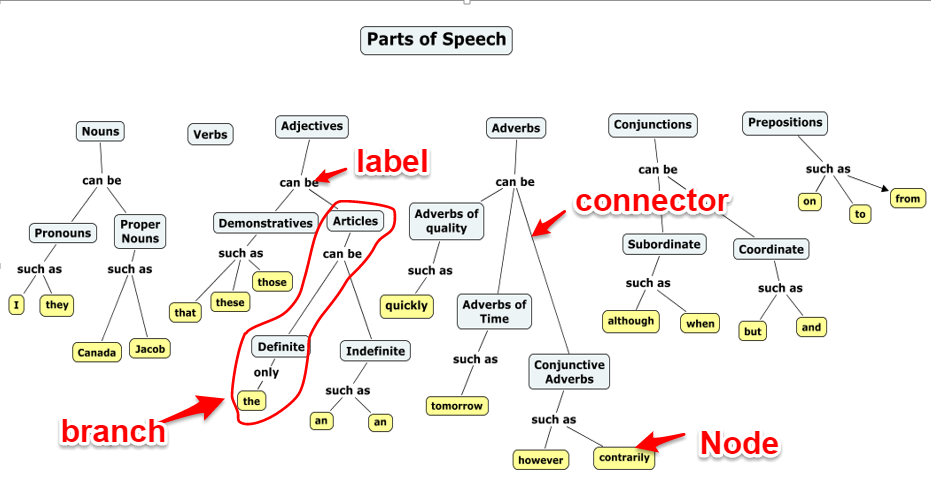 Parts of Speech
Nouns
Verbs
Adjectives
Adverbs
Conjunctions
Prepositions
can be
can be
label
can be
can be
such as
connector
Pronouns
Proper
Nouns
Demonstratives
Articles
Adverbs of
quality
Subordinate
Coordinate
on
to
from
such as
such as
such as
can be
such as
such as
such as
I
they
that
these
those
quickly
Adverbs of
Time
although
when
but
and
Canada
Jacob
Definite
Indefinite
such as
Conjunctive
Adverbs
only
such as
the
an
an
tomorrow
such as
branch
Node
however
contrarily